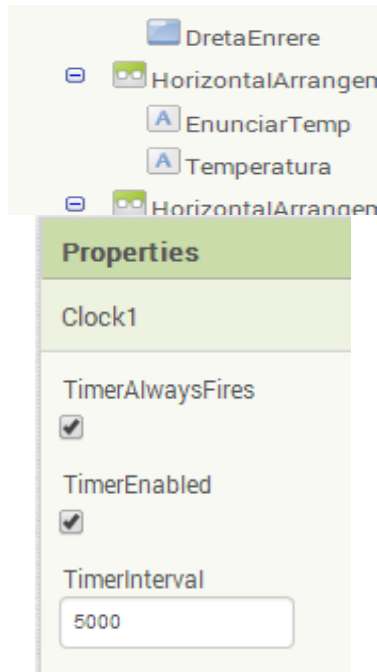 DretaEnrere
HorizontalArrangem
A EnunciarTemp
A Temperatura
HorizontalArrangem
Properties
Clock1
TimerAlwaysFires
TimerEnabled
TimerInterval
5000